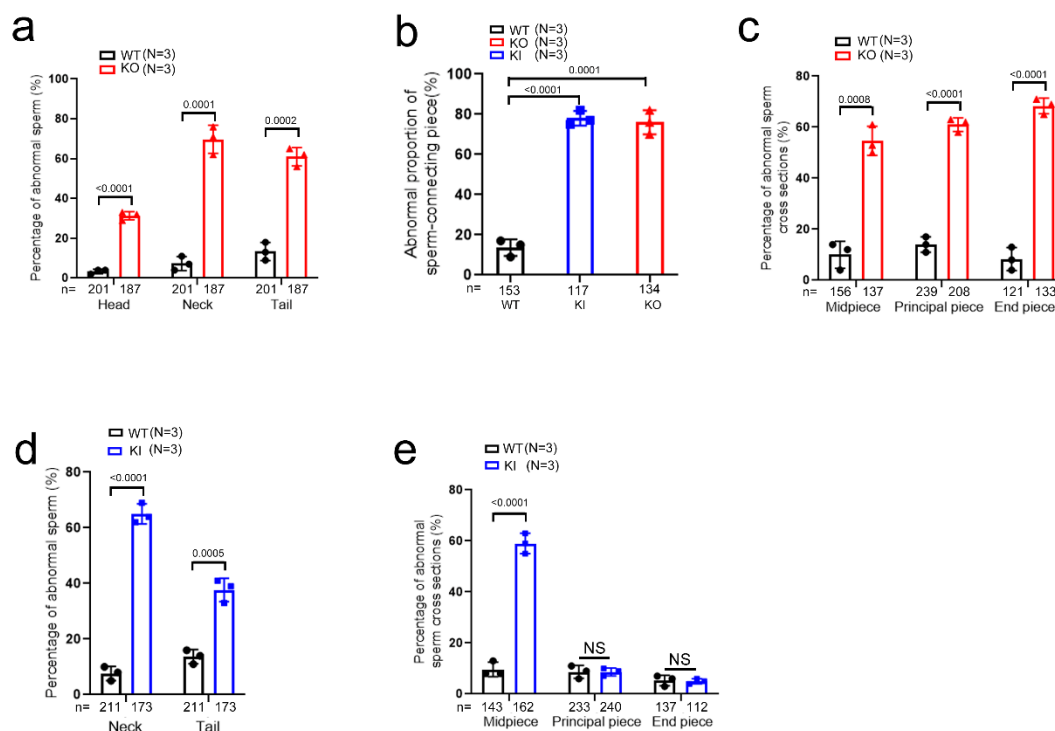 a
WT(N=3)
KO(N=3)
Percentage of abnormal sperm (%)
100
80
60
40
20
0
<0.0001
0.0001
0.0002
n= 201 187 201 187 201 187
Head Neck Tail
b
WT (N=3)
KO (N=3)
KI (N=3)
Abnormal proportion of
sperm-connecting piece(%)
100
80
60
40
20
0
0.0001
<0.0001
n= 153 117 134
WT KI KO
c
WT(N=3)
KO(N=3)
Percentage of abnormal sperm
cross sections (%)
80
60
40
20
0
0.0008
<0.0001
<0.0001
n= 156 137 239 208 121 133
Midpiece Principal piece End piece
d
WT(N=3)
KI (N=3)
Percentage of abnormal sperm (%)
80
60
40
20
0
<0.0001
0.0005
n= 211 173 211 173
Neck Tail
e
WT(N=3)
KI (N=3)
Percentage of abnormal
sperm cross sections (%)
80
60
40
20
0
<0.0001
NS
NS
n= 143 162 233 240 137 112
Midpiece Principal piece End piece